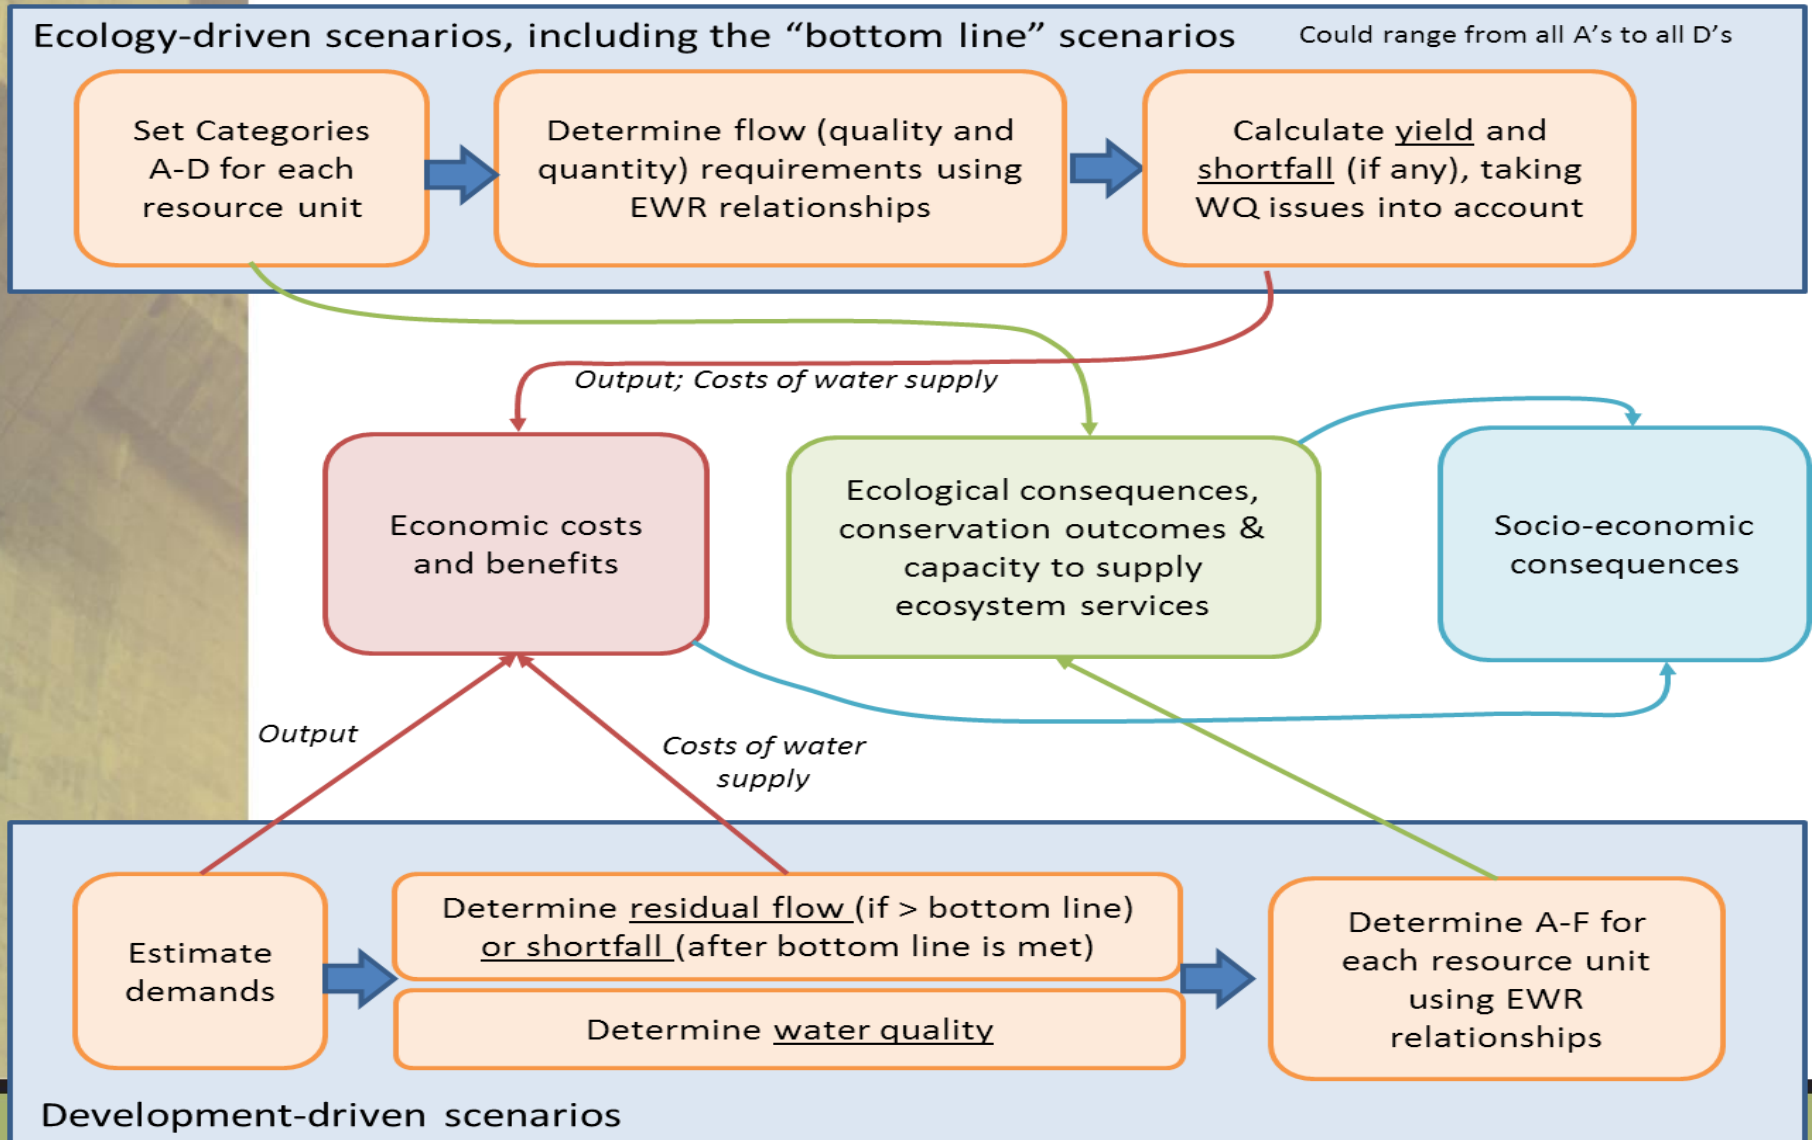 Ecology-driven scenarios, including the “bottom line” scenarios
Could range from all A’s to all D’s
Set Categories
A-D for each
resource unit
Determine flow (quality and
quantity) requirements using
EWR relationships
Calculate yield and
shortfall (if any), taking
WQ issues into account
Output; Costs of water supply
Economic costs
and benefits
Ecological consequences,
conservation outcomes &
capacity to supply
ecosystem services
Socio-economic
consequences
Output
Costs of water
supply
Estimate
demands
Determine residual flow (if > bottom line)
or shortfall (after bottom line is met)
Determine water quality
Determine A-F for
each resource unit
using EWR
relationships
Development-driven scenarios